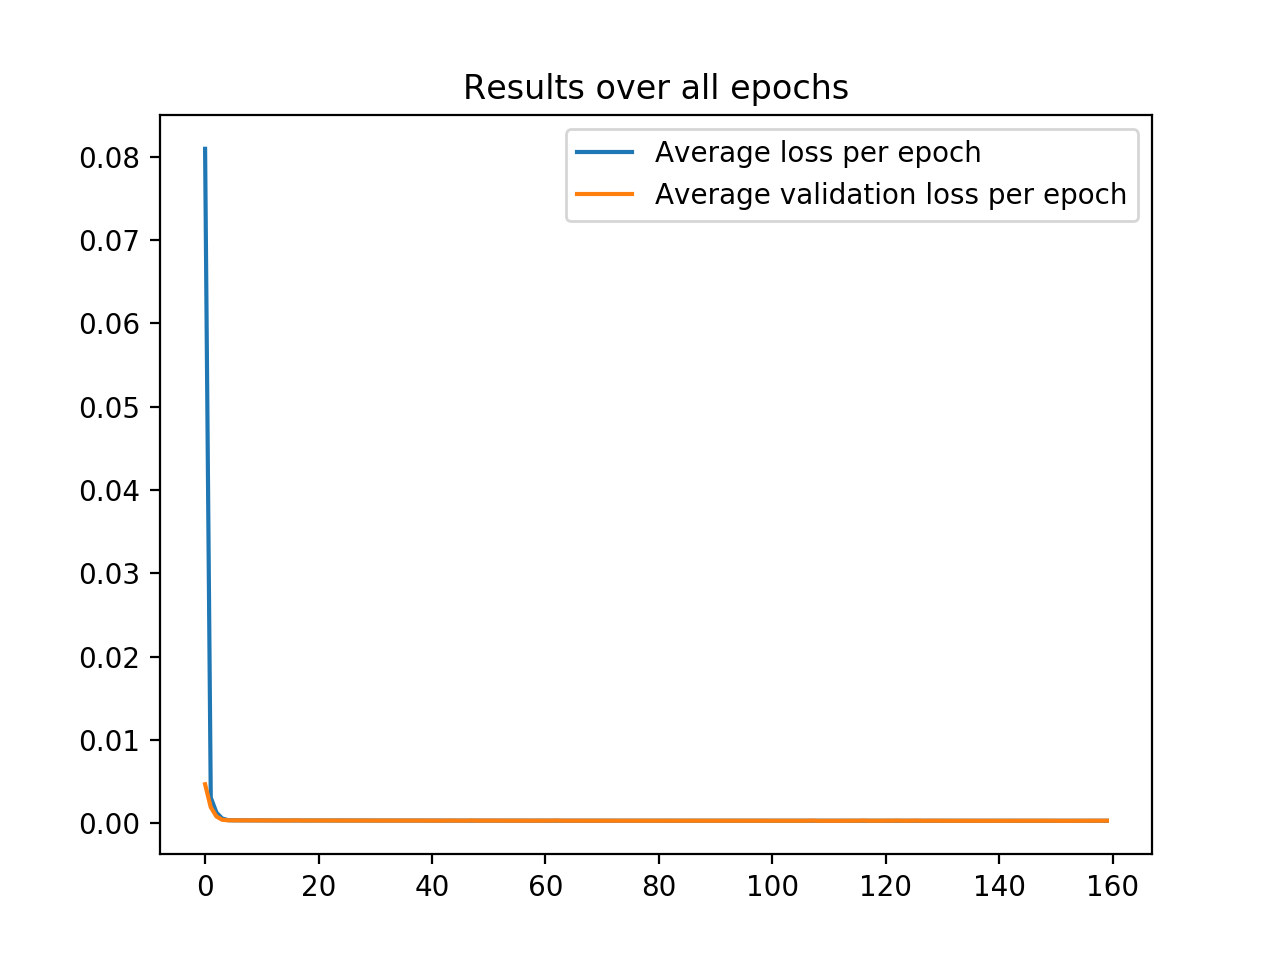 Results over all epochs
Average loss per epoch
Average validation loss per epoch
0.08
0.07
0.06
0.05
0.04
0.03
0.02
0.01
0.00
0 20 40 60 80 100 120 140 160